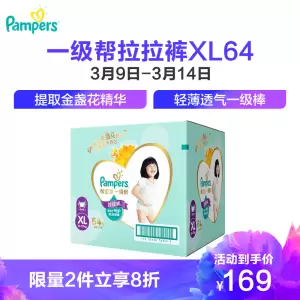 Pampers
一级帮拉拉裤XL64
3月9日-3月14日
提取金盏花精华
轻薄透气一级棒
Pampers
XL
64
限量2件立享8折
活动到手价
¥169